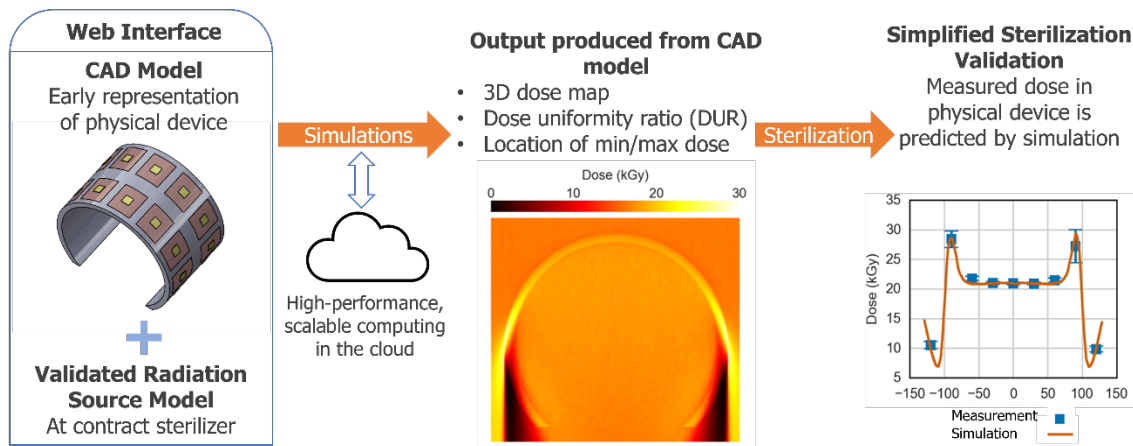 Web Interface
CAD Model
Early representation
of physical device
Validated Radiation
Source Model
At contract sterilizer
Simulations
High-performance,
scalable computing
in the cloud
Output produced from CAD
model
• 3D dose map
• Dose uniformity ratio (DUR)
• Location of min/max dose
Dose (kGy)
0 10 20 30
Sterilization
Simplified Sterilization
Validation
Measured dose in
physical device is
predicted by simulation
Dose (kGy)
35
30
25
20
15
10
5
−150 −100 −50 0 50 100 150
Measurement
Simulation